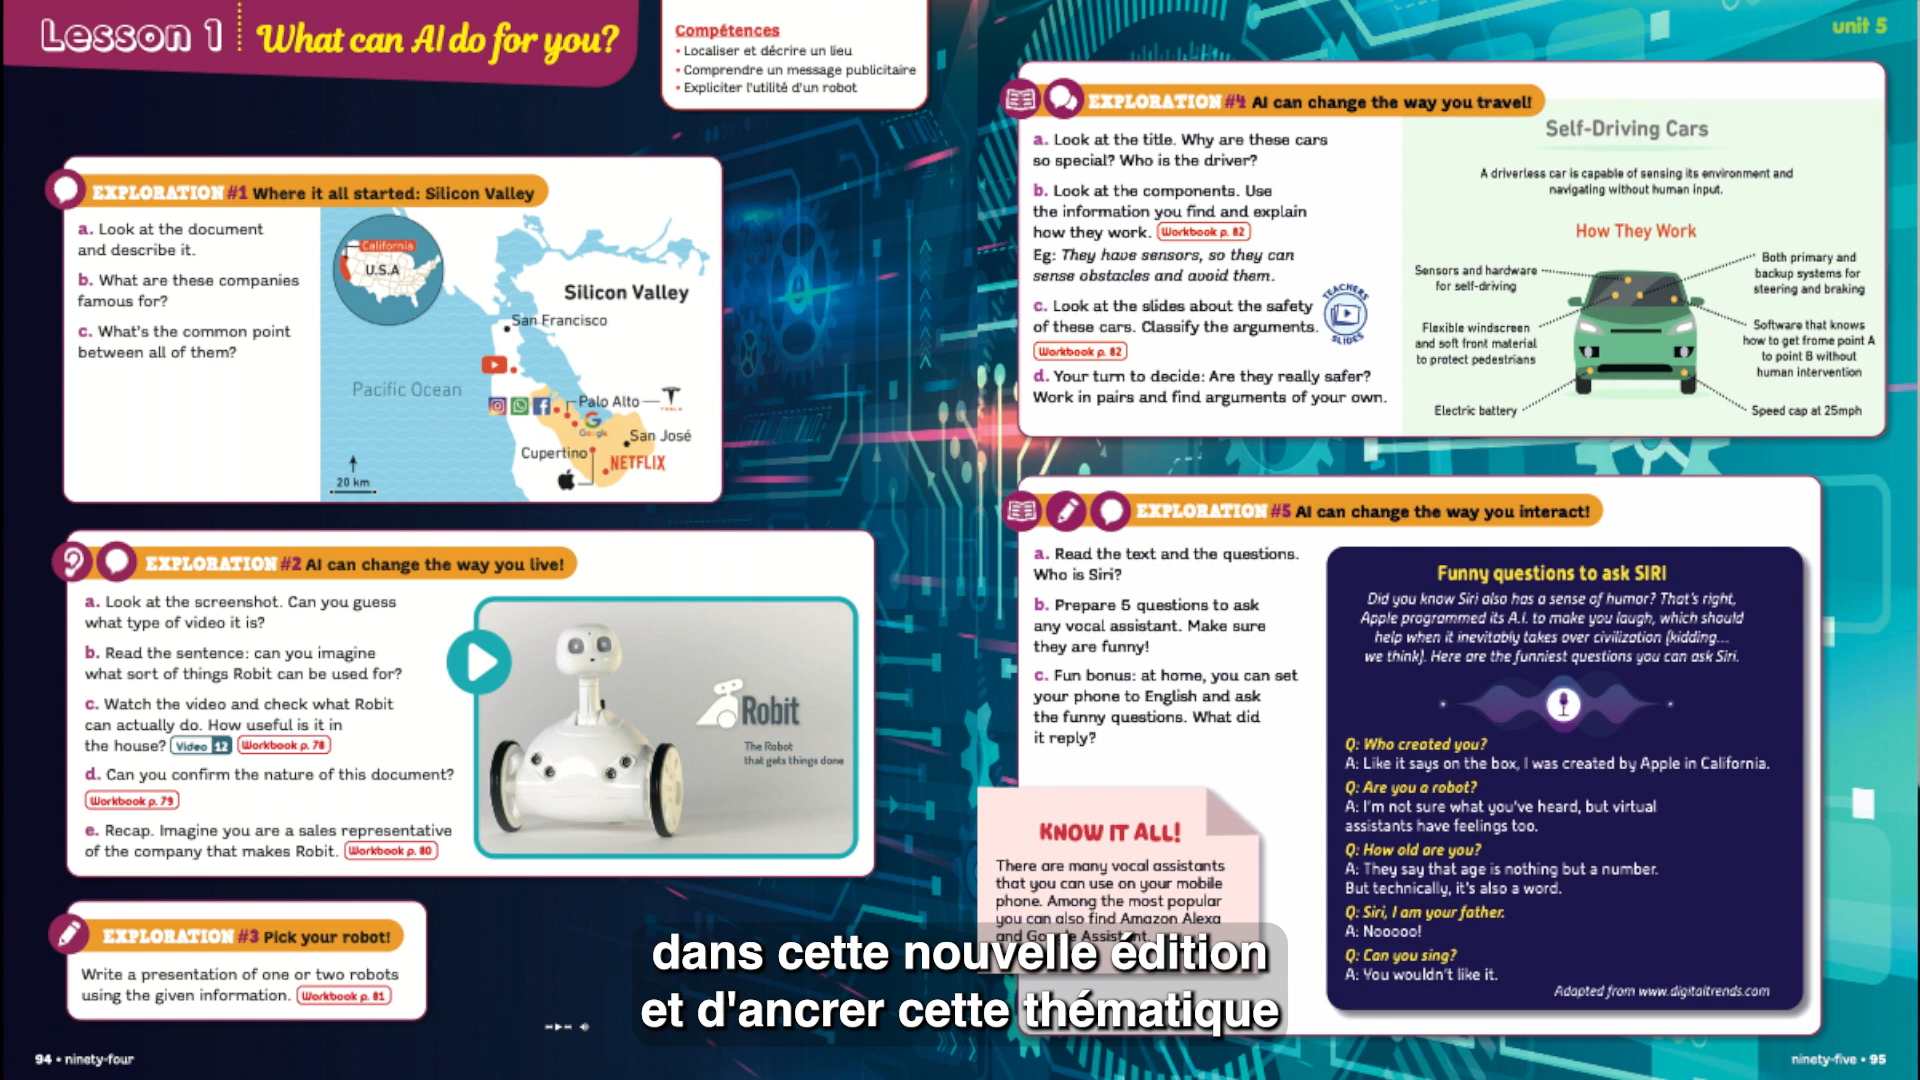 Lesson 1
What can AI do for you?
Compétences
• Localiser et décrire un lieu
• Comprendre un message publicitaire
• Expliciter l'utilité d'un robot
unit 5
EXPLORATION #1 Where it all started: Silicon Valley
a. Look at the document
and describe it.
b. What are these companies
famous for?
c. What's the common point
between all of them?
California
U.S.A
Silicon Valley
San Francisco
Pacific Ocean
Palo Alto
TESLA
Google
San José
Cupertino
NETFLIX
20 km
EXPLORATION #2 AI can change the way you live!
a. Look at the screenshot. Can you guess
what type of video it is?
b. Read the sentence: can you imagine
what sort of things Robit can be used for?
c. Watch the video and check what Robit
can actually do. How useful is it in
the house? Video 12 Workbook p. 78
d. Can you confirm the nature of this document?
Workbook p. 79
e. Recap. Imagine you are a sales representative
of the company that makes Robit. Workbook p. 80
Robit
The Robot
that gets things done
EXPLORATION #3 Pick your robot!
Write a presentation of one or two robots
using the given information. Workbook p. 81
94 • ninety-four
EXPLORATION #4 AI can change the way you travel!
a. Look at the title. Why are these cars
so special? Who is the driver?
b. Look at the components. Use
the information you find and explain
how they work. Workbook p. 82
Eg: They have sensors, so they can
sense obstacles and avoid them.
c. Look at the slides about the safety
of these cars. Classify the arguments.
Workbook p. 82
TEACHERS
SLIDES
d. Your turn to decide: Are they really safer?
Work in pairs and find arguments of your own.
Self-Driving Cars
A driverless car is capable of sensing its environment and
navigating without human input.
How They Work
Sensors and hardware
for self-driving
Flexible windscreen
and soft front material
to protect pedestrians
Electric battery
Both primary and
backup systems for
steering and braking
Software that knows
how to get frome point A
to point B without
human intervention
Speed cap at 25mph
EXPLORATION #5 AI can change the way you interact!
a. Read the text and the questions.
Who is Siri?
b. Prepare 5 questions to ask
any vocal assistant. Make sure
they are funny!
c. Fun bonus: at home, you can set
your phone to English and ask
the funny questions. What did
it reply?
KNOW IT ALL!
There are many vocal assistants
that you can use on your mobile
phone. Among the most popular
you can also find Amazon Alexa
and Google Assistant.
Funny questions to ask SIRI
Did you know Siri also has a sense of humor? That's right,
Apple programmed its A.I. to make you laugh, which should
help when it inevitably takes over civilization (kidding...
we think). Here are the funniest questions you can ask Siri.
Q: Who created you?
A: Like it says on the box, I was created by Apple in California.
Q: Are you a robot?
A: I'm not sure what you've heard, but virtual
assistants have feelings too.
Q: How old are you?
A: They say that age is nothing but a number.
But technically, it's also a word.
Q: Siri, I am your father.
A: Nooooo!
Q: Can you sing?
A: You wouldn't like it.
Adapted from www.digitaltrends.com
ninety-five • 95
dans cette nouvelle édition
et d'ancrer cette thématique